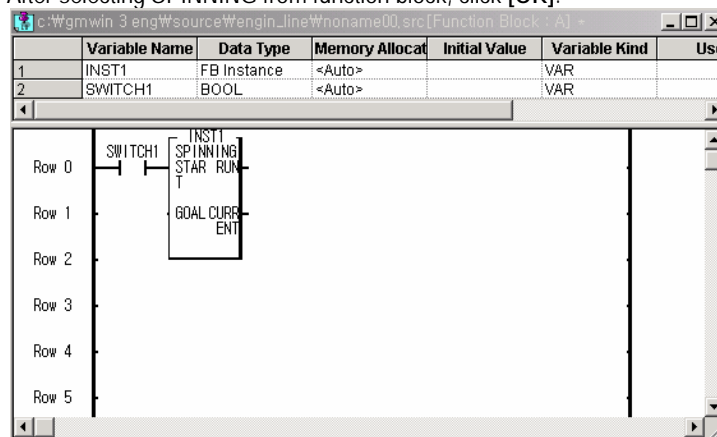 After selecting SPINNING from function block, click [OK].
c:₩gmwin 3 eng₩source₩engin_line₩noname00.src[Function Block : A] *
Variable Name Data Type Memory Allocat Initial Value Variable Kind Us
1 INST1 FB Instance <Auto> VAR
2 SWITCH1 BOOL <Auto> VAR
INST1
SWITCH1 SPINNING
Row 0 STAR RUN
T
Row 1 GOAL CURR
ENT
Row 2
Row 3
Row 4
Row 5